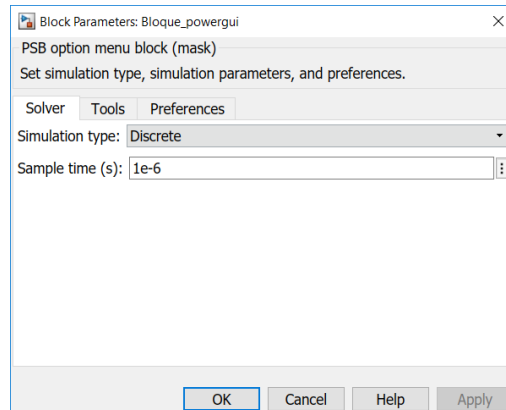 Block Parameters: Bloque_powergui
PSB option menu block (mask)
Set simulation type, simulation parameters, and preferences.
Solver Tools Preferences
Simulation type: Discrete
Sample time (s): 1e-6
OK Cancel Help Apply